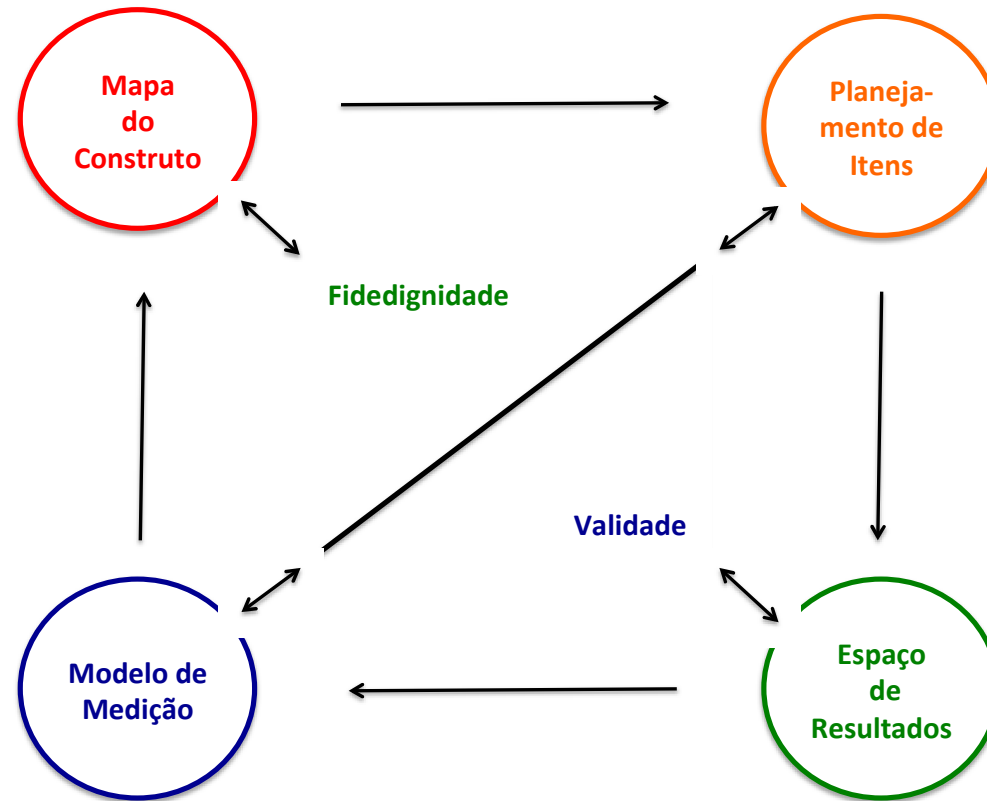 Mapa
do
Construto
Planeja-
mento de
Itens
Fidedignidade
Validade
Modelo de
Medição
Espaço
de
Resultados